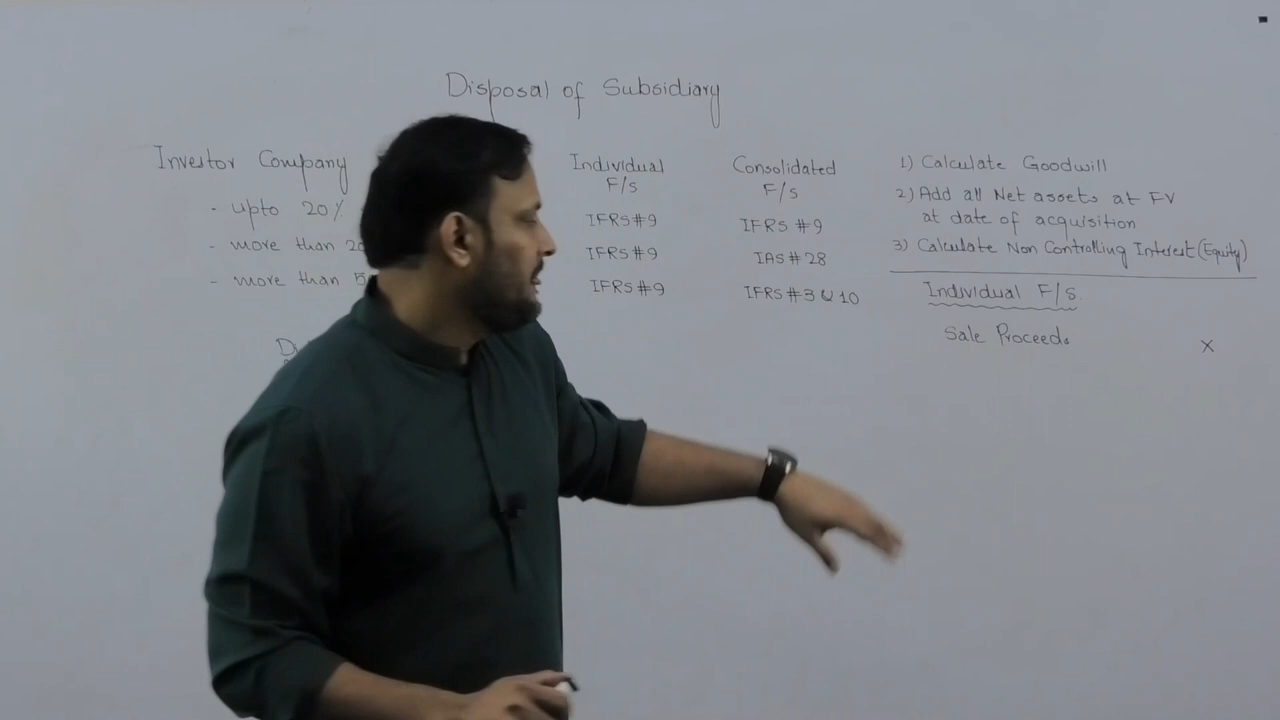 Disposal of Subsidiary
Investor Company
- upto 20%
- more than
- more than
Individual
F/s
IFRS#9
IFRS#9
IFRS#9
Consolidated
F/s
IFRS #9
IAS#28
IFRS #3 & 10
1) Calculate Goodwill
2) Add all Net assets at FV
at date of acquisition
3) Calculate Non Controlling Interest (Equity)
Individual F/s
Sale Proceeds x